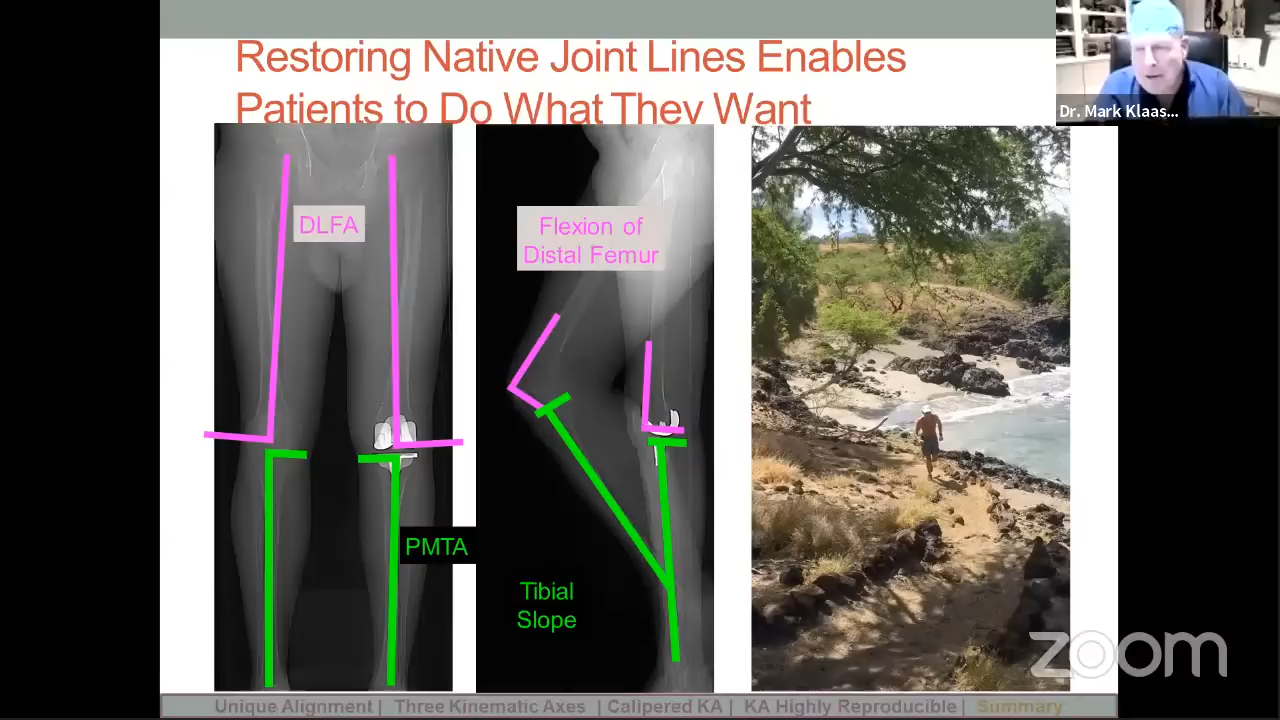 Restoring Native Joint Lines Enables
Patients to Do What They Want
Dr. Mark Klaas...
DLFA
Flexion of
Distal Femur
PMTA
Tibial
Slope
zoom
Unique Alignment | Three Kinematic Axes | Calipered KA | KA Highly Reproducible | Summary